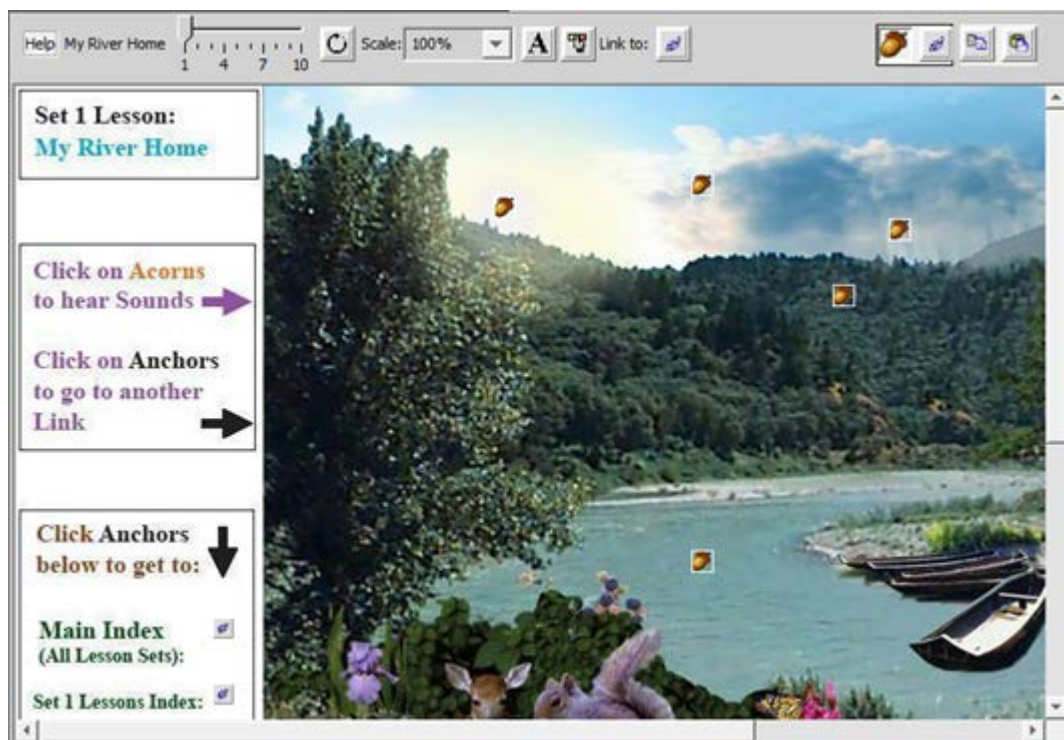 Help My River Home Scale: 100% A Link to:
1 4 7 10
Set 1 Lesson:
My River Home
Click on Acorns
to hear Sounds
Click on Anchors
to go to another
Link
Click Anchors
below to get to:
Main Index
(All Lesson Sets):
Set 1 Lessons Index: